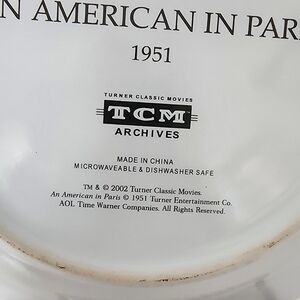 N AMERICAN IN PARI
1951
TURNER CLASSIC MOVIES
TCM
ARCHIVES
MADE IN CHINA
MICROWAVEABLE & DISHWASHER SAFE
TM & © 2002 Turner Classic Movies.
An American in Paris © 1951 Turner Entertainment Co.
AOL Time Warner Companies. All Rights Reserved.